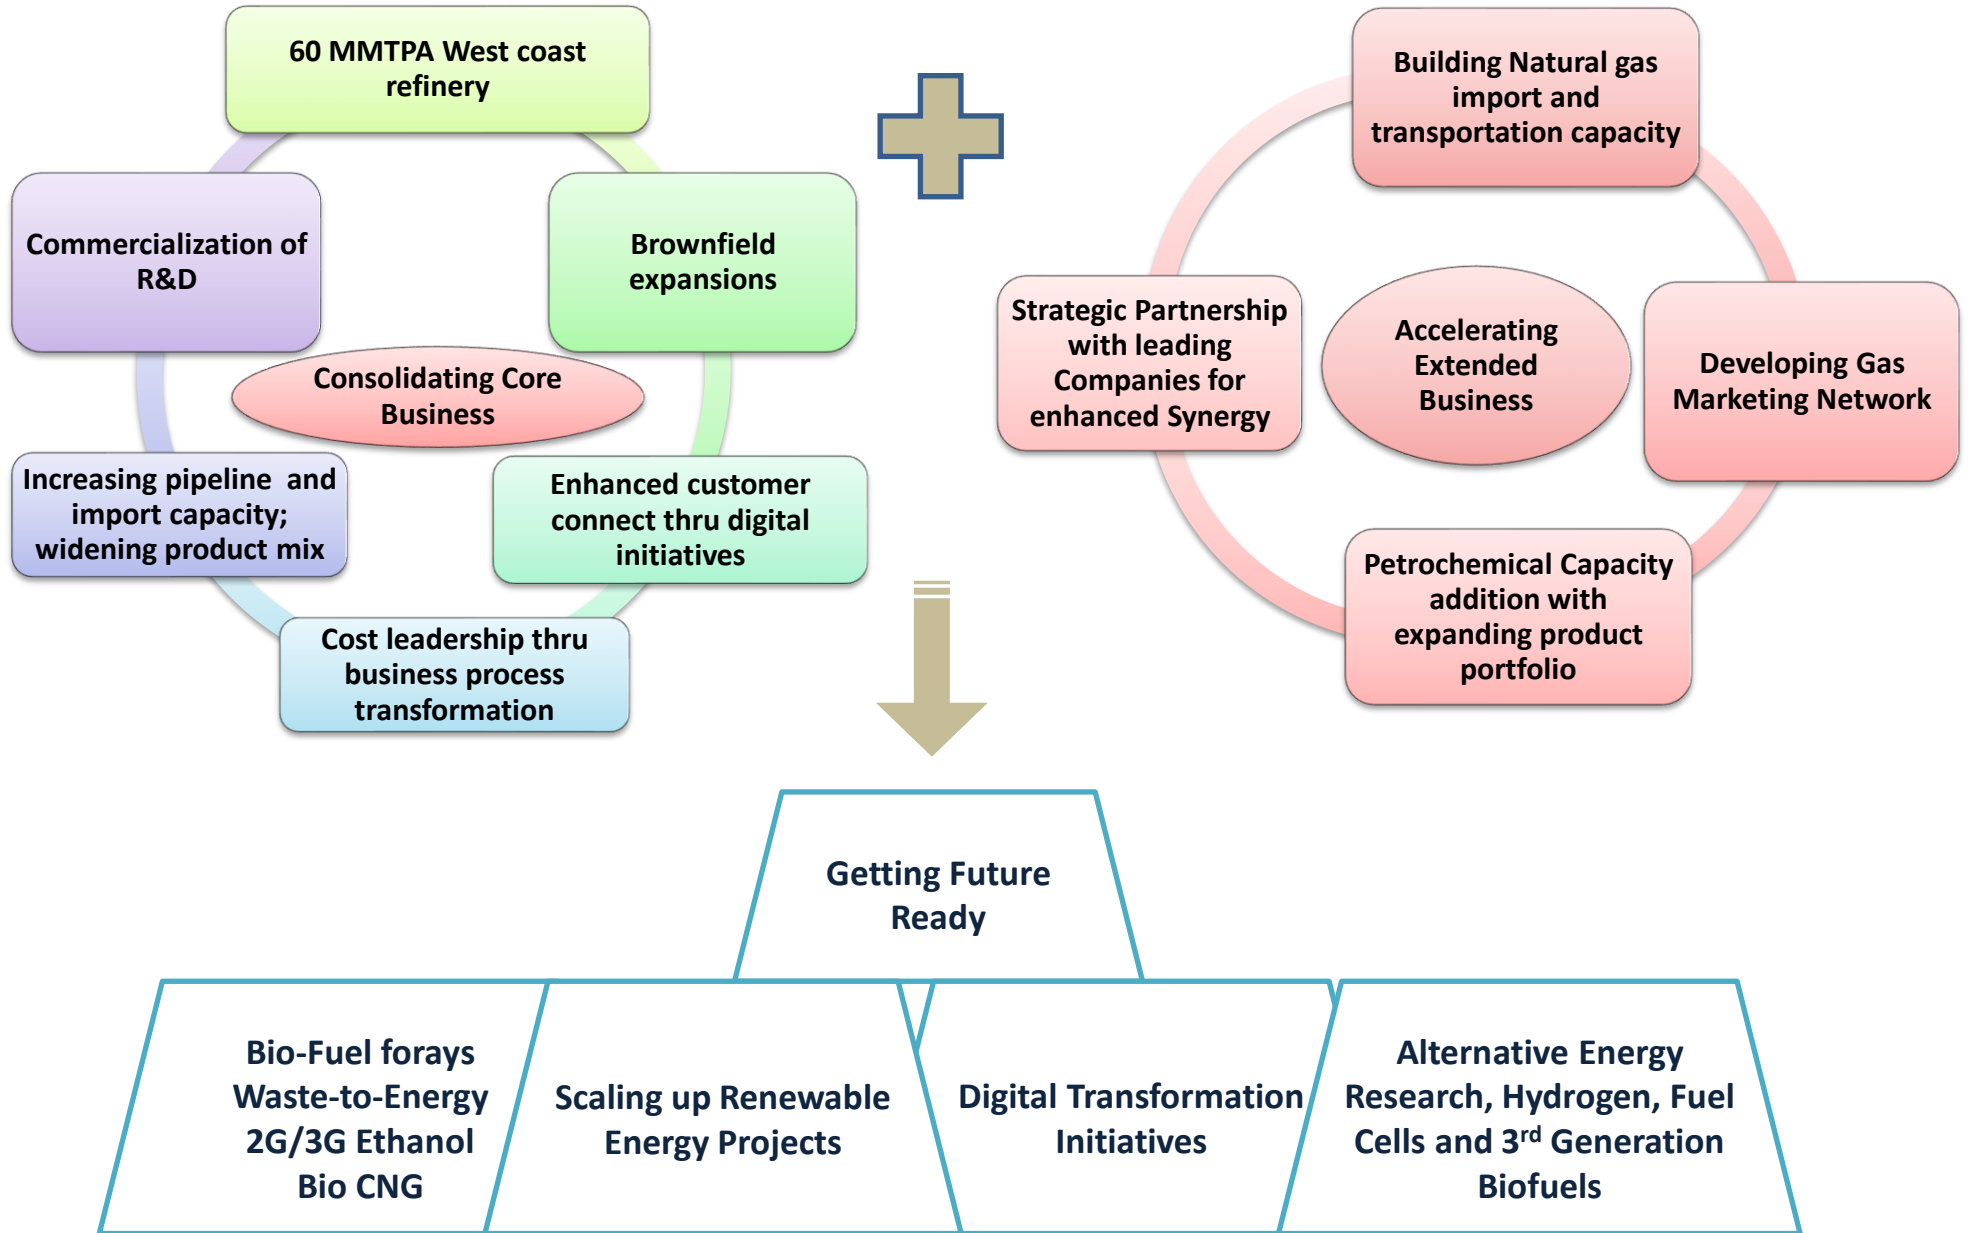 60 MMTPA West coast
refinery
Commercialization of
R&D
Brownfield
expansions
Consolidating Core
Business
Increasing pipeline and
import capacity;
widening product mix
Enhanced customer
connect thru digital
initiatives
Cost leadership thru
business process
transformation
Building Natural gas
import and
transportation capacity
Strategic Partnership
with leading
Companies for
enhanced Synergy
Accelerating
Extended
Business
Developing Gas
Marketing Network
Petrochemical Capacity
addition with
expanding product
portfolio
Getting Future
Ready
Bio-Fuel forays
Waste-to-Energy
2G/3G Ethanol
Bio CNG
Scaling up Renewable
Energy Projects
Digital Transformation
Initiatives
Alternative Energy
Research, Hydrogen, Fuel
Cells and 3rd Generation
Biofuels